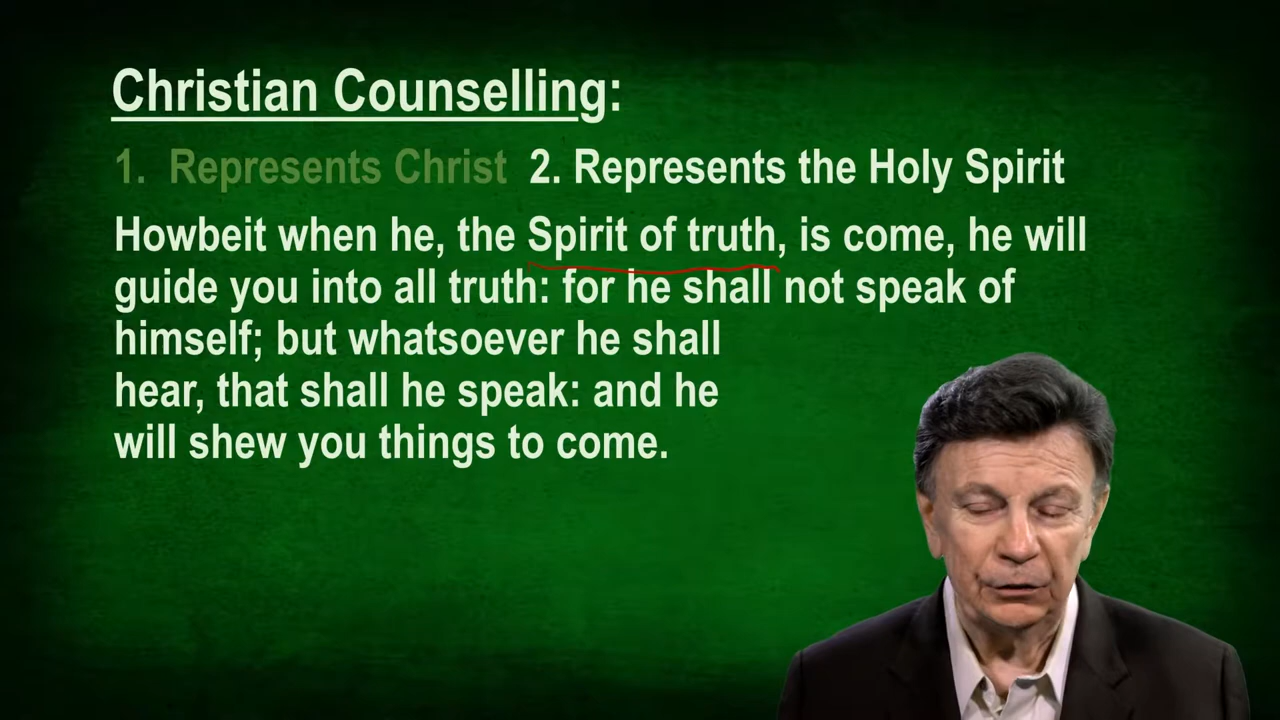 Christian Counselling:
1. Represents Christ 2. Represents the Holy Spirit
Howbeit when he, the Spirit of truth, is come, he will
guide you into all truth: for he shall not speak of
himself; but whatsoever he shall
hear, that shall he speak: and he
will shew you things to come.